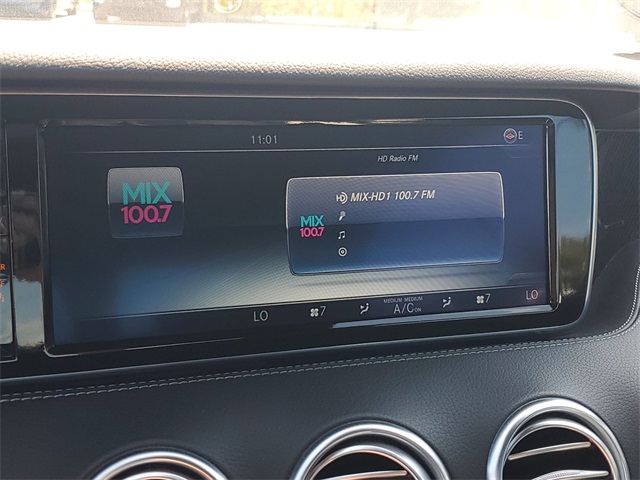 11:01
E
HD Radio FM
MIX
100.7
MIX-HD1 100.7 FM
MIX
100.7
LO
7
MEDIUM MEDIUM
A/C ON
7
LO